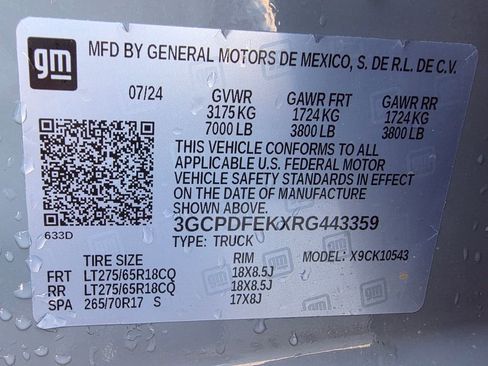 gm
MFD BY GENERAL MOTORS DE MEXICO, S. DE R.L. DE C.V.
07/24 GVWR GAWR FRT GAWR RR
3175 KG 1724 KG 1724 KG
7000 LB 3800 LB 3800 LB
THIS VEHICLE CONFORMS TO ALL
APPLICABLE U.S. FEDERAL MOTOR
VEHICLE SAFETY STANDARDS IN EFFECT
ON THE DATE OF MANUFACTURE
SHOWN ABOVE.
633D 3GCPDFEKXRG443359
TYPE: TRUCK MODEL: X9CK10543
TIRE SIZE RIM
FRT LT275/65R18CQ 18X8.5J
RR LT275/65R18CQ 18X8.5J
SPA 265/70R17 S 17X8J